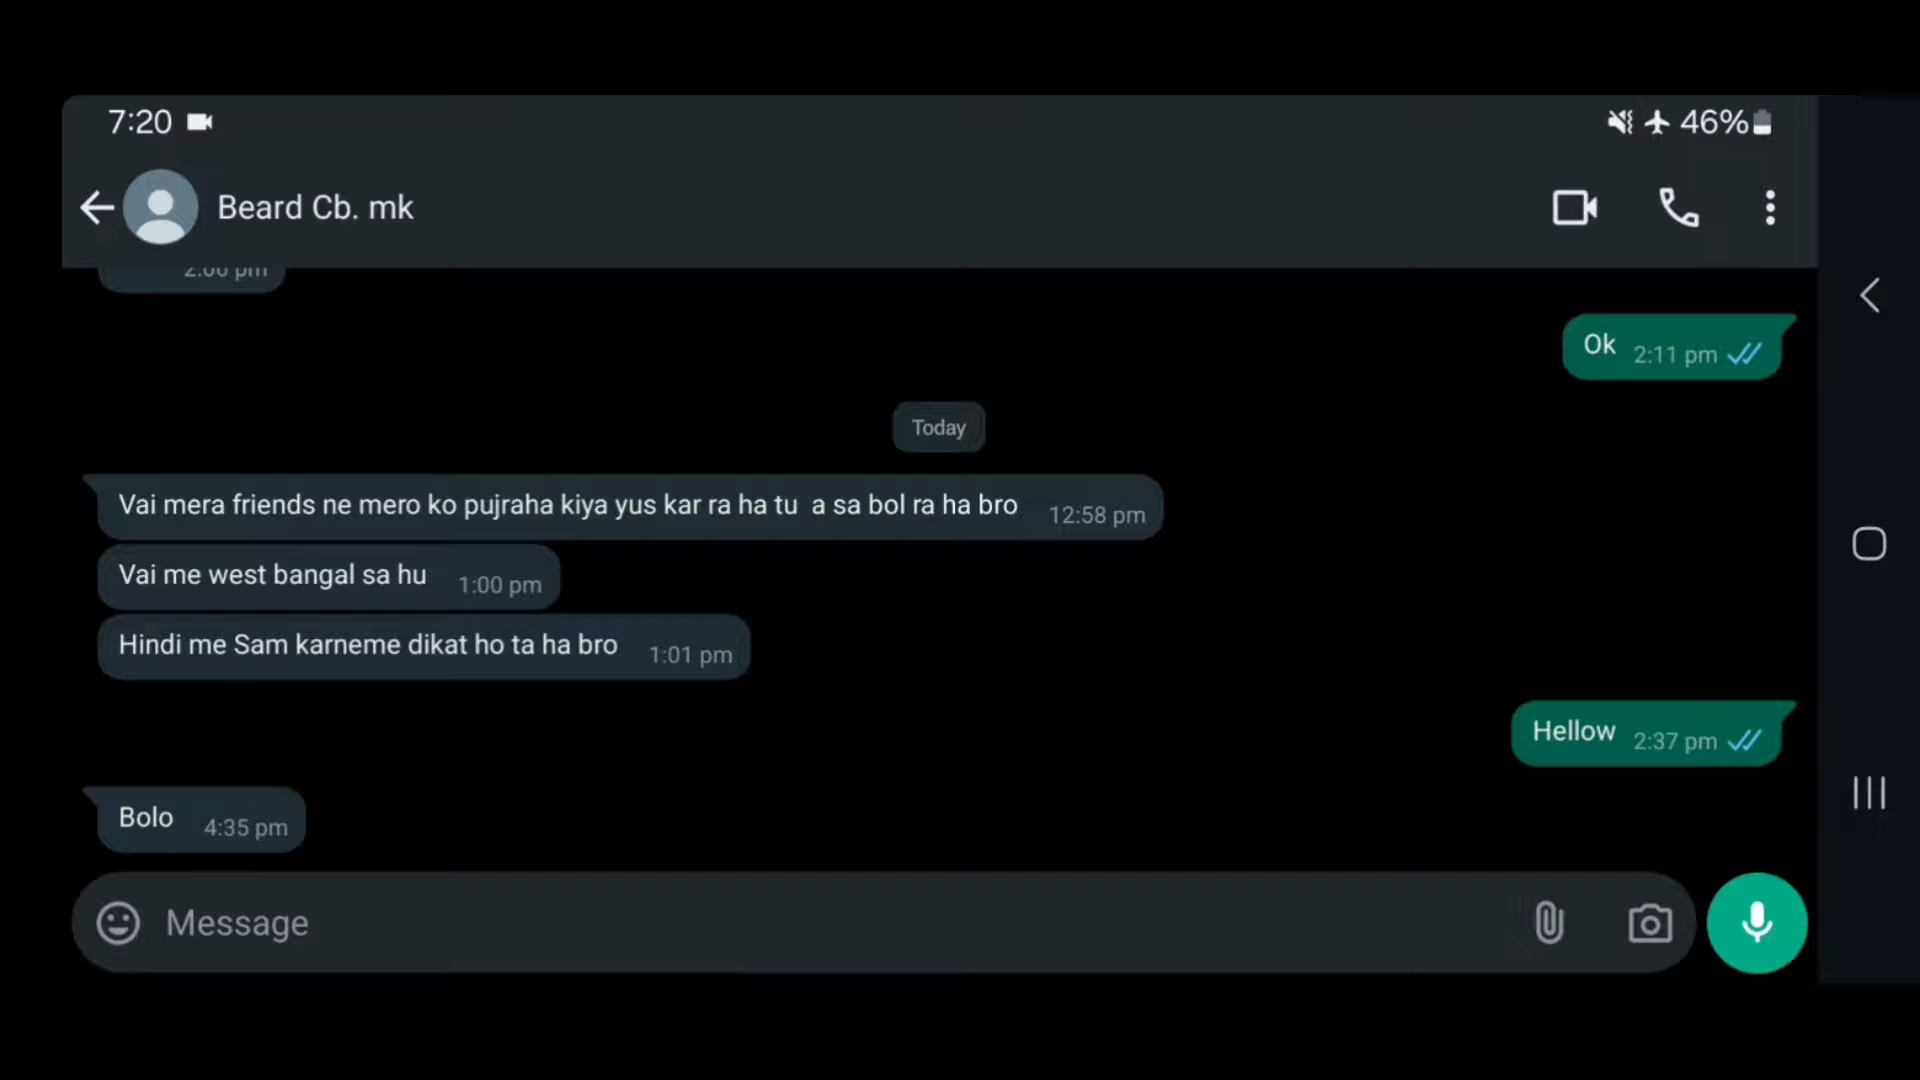 7:20 46%
Beard Cb. mk
2:06 pm
Ok 2:11 pm
Today
Vai mera friends ne mero ko pujraha kiya yus kar ra ha tu a sa bol ra ha bro 12:58 pm
Vai me west bangal sa hu 1:00 pm
Hindi me Sam karneme dikat ho ta ha bro 1:01 pm
Hellow 2:37 pm
Bolo 4:35 pm
Message